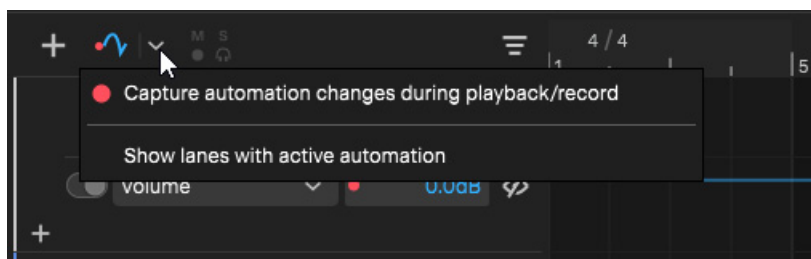 M S
4 / 4
1
5
Capture automation changes during playback/record
Show lanes with active automation
Volume
0.0dB